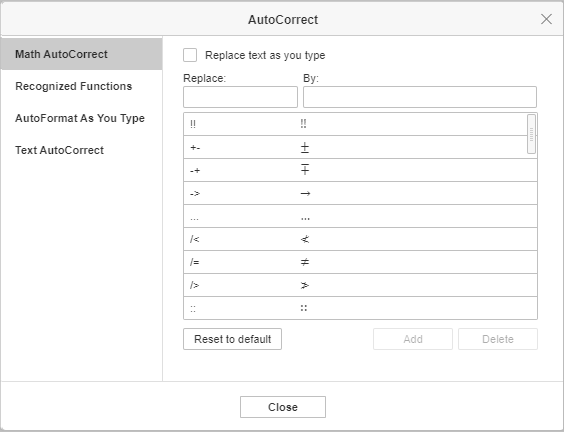 AutoCorrect
Math AutoCorrect
Recognized Functions
AutoFormat As You Type
Text AutoCorrect
Replace text as you type
Replace: By:
!! ‼
+- ±
-+ ∓
-> →
... …
/< ≮
/= ≠
/> ≯
:: ∷
Reset to default Add Delete
Close